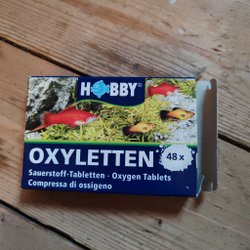 HOBBY
OXYLETTEN
48 x
Sauerstoff-Tabletten · Oxygen Tablets
Compressa di ossigeno